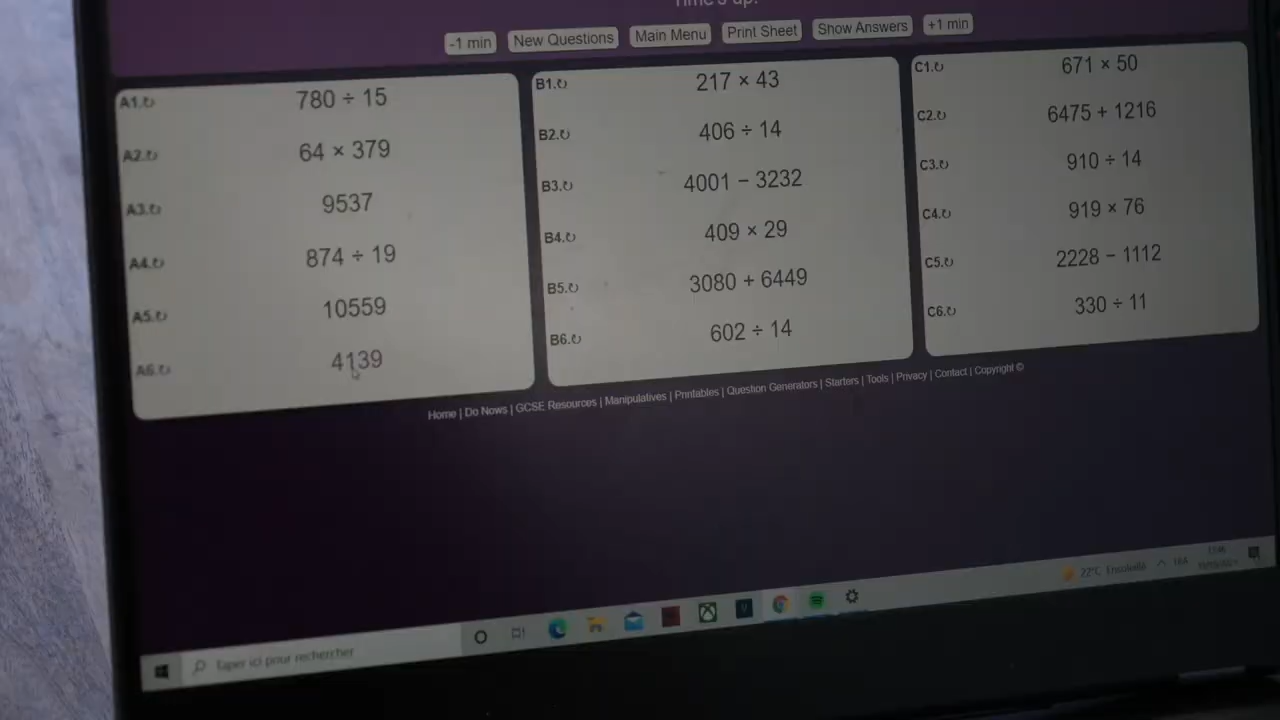 Time's up!
-1 min
New Questions
Main Menu
Print Sheet
Show Answers
+1 min
A1.↻ 780 ÷ 15
A2.↻ 64 × 379
A3.↻ 9537
A4.↻ 874 ÷ 19
A5.↻ 10559
A6.↻ 4139
B1.↻ 217 × 43
B2.↻ 406 ÷ 14
B3.↻ 4001 − 3232
B4.↻ 409 × 29
B5.↻ 3080 + 6449
B6.↻ 602 ÷ 14
C1.↻ 671 × 50
C2.↻ 6475 + 1216
C3.↻ 910 ÷ 14
C4.↻ 919 × 76
C5.↻ 2228 − 1112
C6.↻ 330 ÷ 11
Home | Do Nows | GCSE Resources | Manipulatives | Printables | Question Generators | Starters | Tools | Privacy | Contact | Copyright ©
Taper ici pour rechercher
22°C Ensoleillé